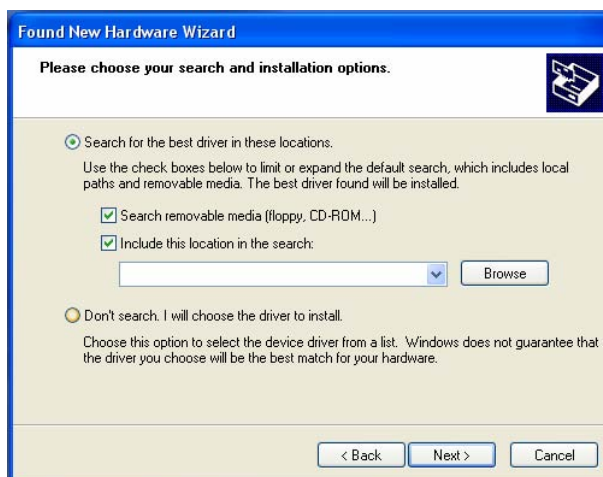 Found New Hardware Wizard
Please choose your search and installation options.
Search for the best driver in these locations.
Use the check boxes below to limit or expand the default search, which includes local
paths and removable media. The best driver found will be installed.
Search removable media (floppy, CD-ROM...)
Include this location in the search:
Browse
Don't search. I will choose the driver to install.
Choose this option to select the device driver from a list. Windows does not guarantee that
the driver you choose will be the best match for your hardware.
< Back Next > Cancel